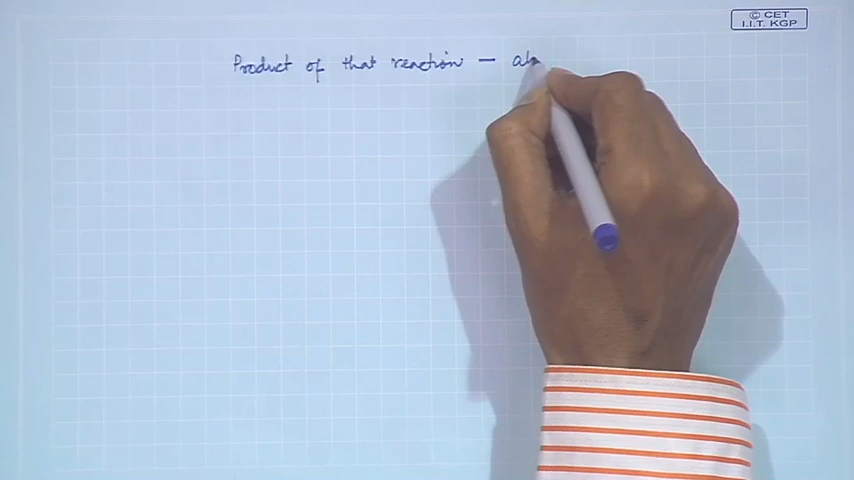 © CET
I.I.T. KGP
Product of that reaction —